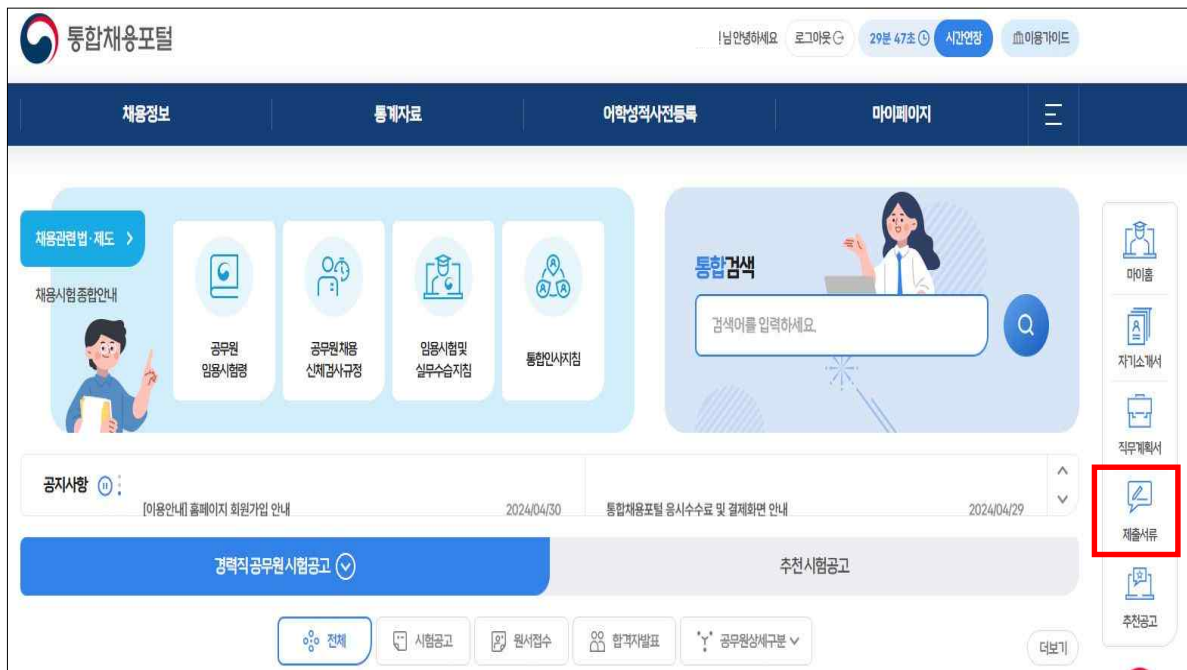 통합채용포털
님안녕하세요 로그아웃 29분 47초 시간연장 이용가이드
채용정보 통계자료 어학성적사전등록 마이페이지
채용관련법·제도 >
채용시험 종합안내
공무원
임용시험령
공무원채용
신체검사규정
임용시험및
실무수습지침
통합인사지침
통합검색
검색어를 입력하세요.
마이홈
자기소개서
직무계획서
제출서류
추천공고
공지사항
[이용안내] 홈페이지 회원가입 안내 2024/04/30
통합채용포털 응시수수료 및 결제화면 안내 2024/04/29
경력직공무원시험공고 추천시험공고
전체 시험공고 원서접수 합격자발표 공무원상세구분
더보기